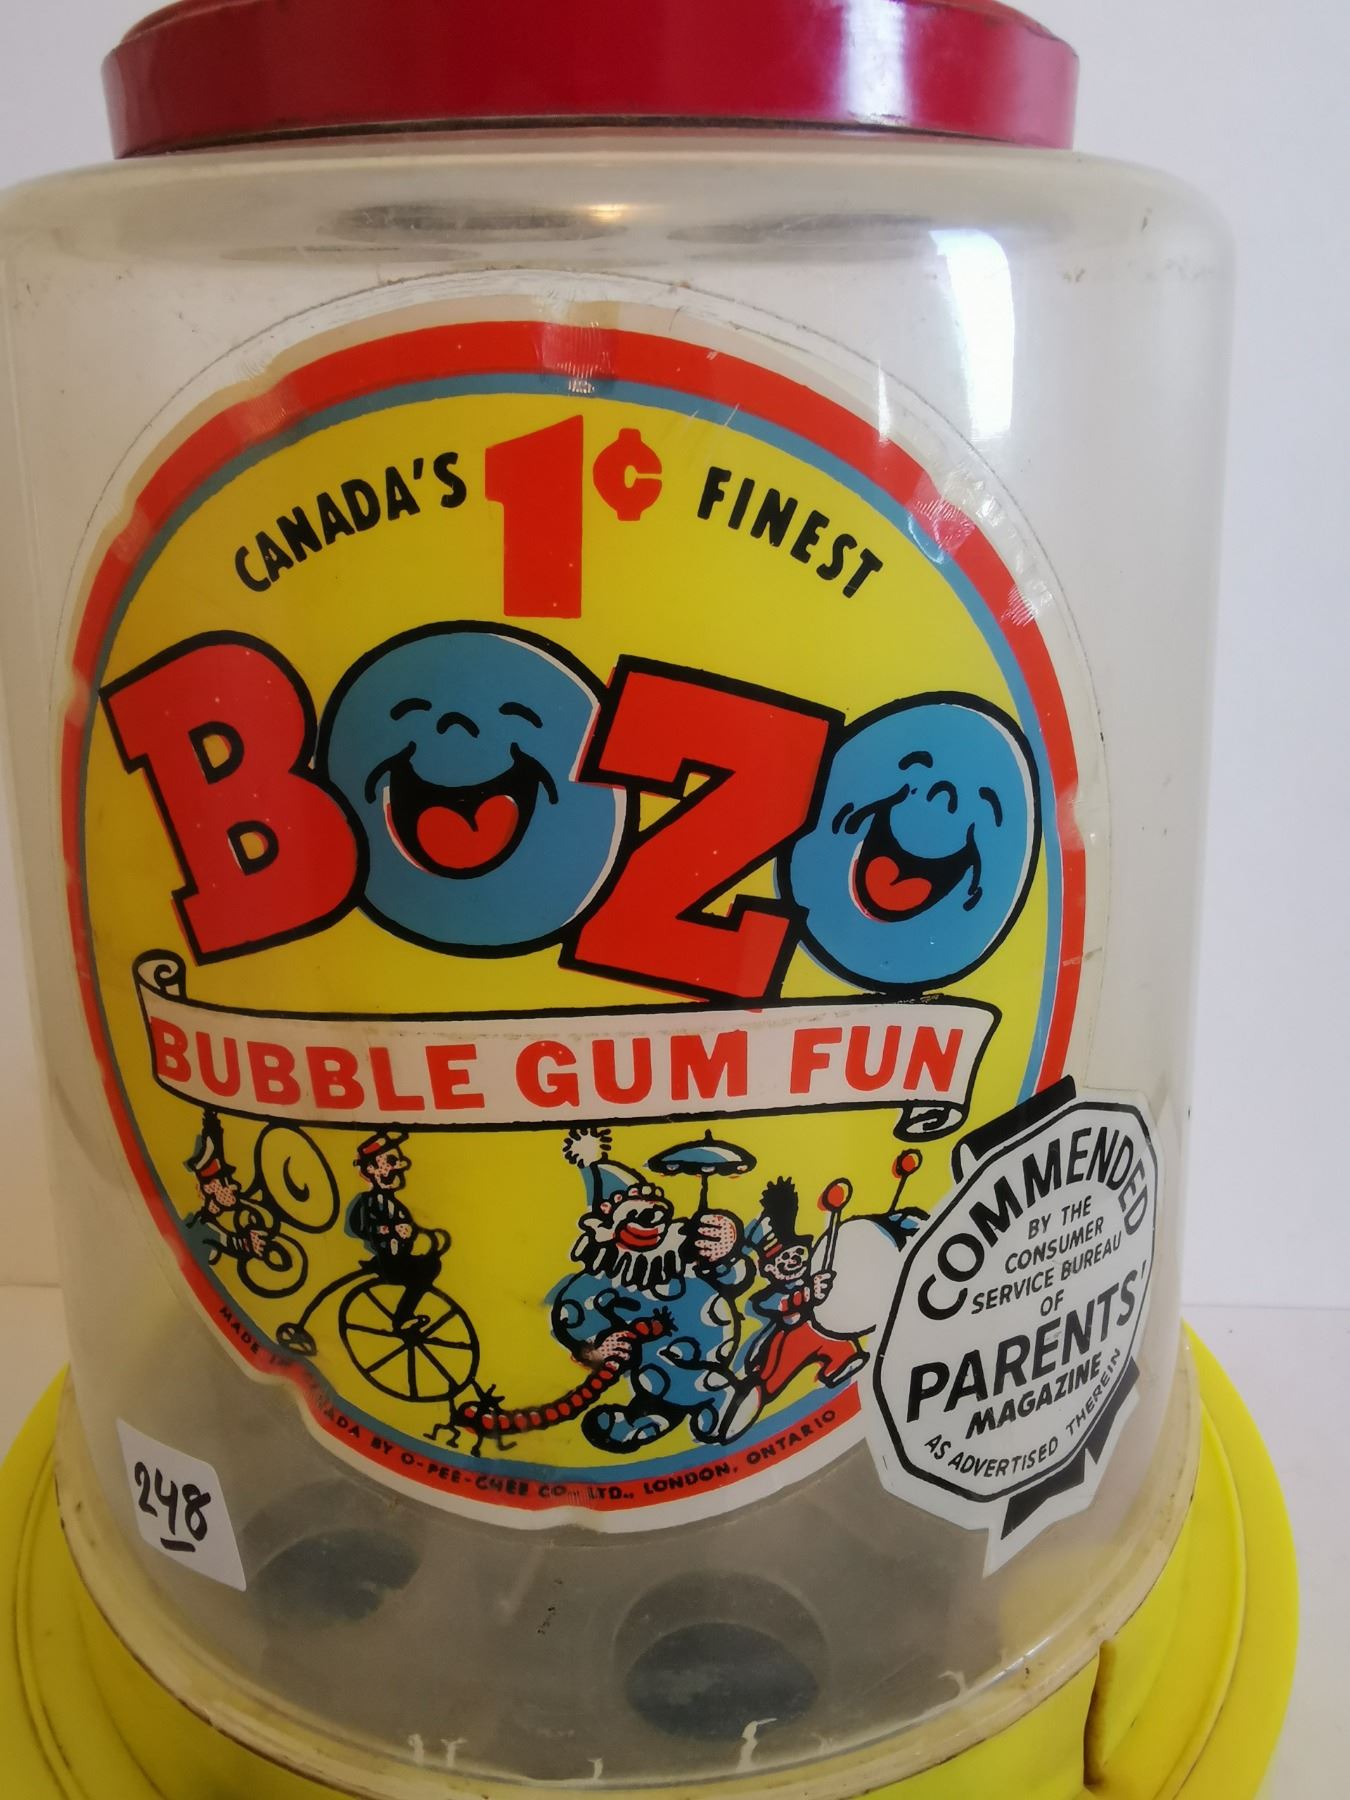 CANADA'S 1¢ FINEST
BOZO
BUBBLE GUM FUN
MADE IN CANADA BY O-PEE-CHEE CO. LTD., LONDON, ONTARIO
COMMENDED
BY THE
CONSUMER
SERVICE BUREAU
OF
PARENTS'
MAGAZINE
AS ADVERTISED THEREIN
248